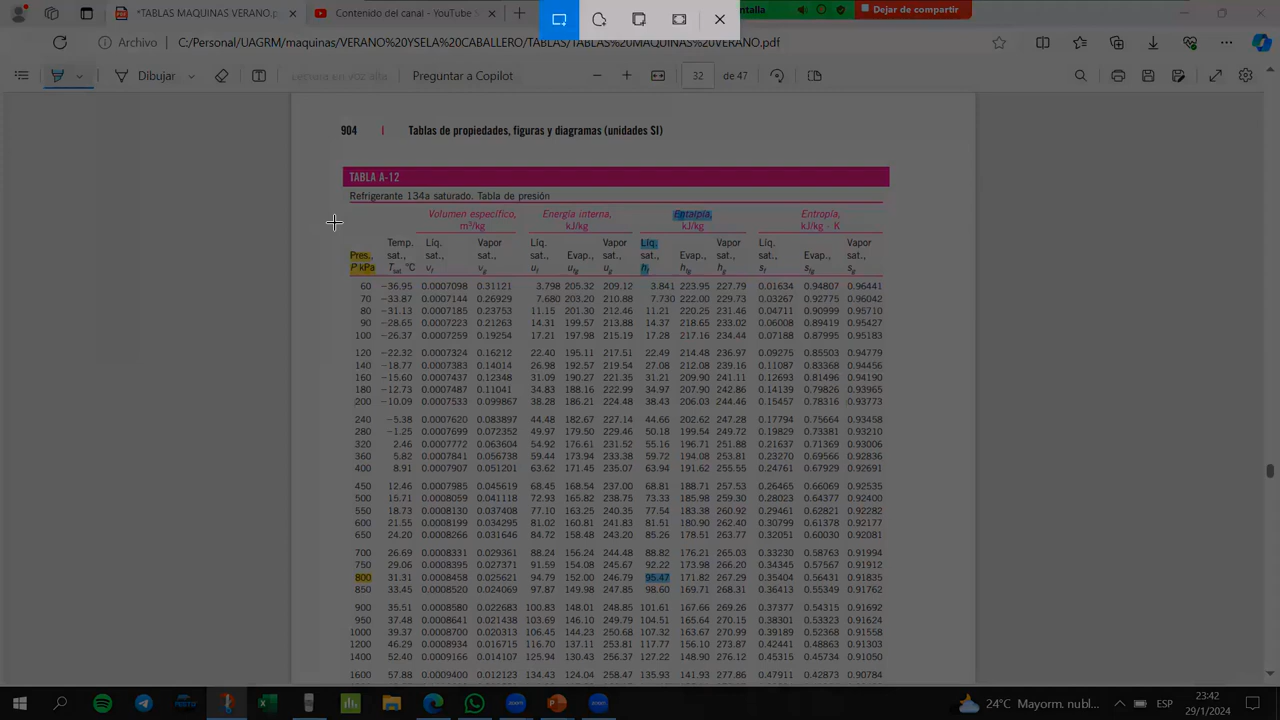 *TABLAS MAQUINAS VERANO.p
Contenido del canal - YouTube S
ntalla
Dejar de compartir
Archivo
C:/Personal/UAGRM/maquinas/VERANO%20YSELA%20CABALLERO/TABLAS/TABLAS%20MAQUINAS%20VERANO.pdf
Dibujar
Lectura en voz alta
Preguntar a Copilot
32
de 47
904 | Tablas de propiedades, figuras y diagramas (unidades SI)
TABLA A-12
Refrigerante 134a saturado. Tabla de presión
Volumen específico, Energía interna, Entalpía, Entropía,
m³/kg kJ/kg kJ/kg kJ/kg · K
Temp. Líq. Vapor Líq. Vapor Líq. Vapor Líq. Vapor
Pres., sat., sat., sat., sat., Evap., sat., sat., Evap., sat., sat., Evap., sat.,
P kPa Tsat °C vf vg uf ufg ug hf hfg hg sf sfg sg
60 −36.95 0.0007098 0.31121 3.798 205.32 209.12 3.841 223.95 227.79 0.01634 0.94807 0.96441
70 −33.87 0.0007144 0.26929 7.680 203.20 210.88 7.730 222.00 229.73 0.03267 0.92775 0.96042
80 −31.13 0.0007185 0.23753 11.15 201.30 212.46 11.21 220.25 231.46 0.04711 0.90999 0.95710
90 −28.65 0.0007223 0.21263 14.31 199.57 213.88 14.37 218.65 233.02 0.06008 0.89419 0.95427
100 −26.37 0.0007259 0.19254 17.21 197.98 215.19 17.28 217.16 234.44 0.07188 0.87995 0.95183
120 −22.32 0.0007324 0.16212 22.40 195.11 217.51 22.49 214.48 236.97 0.09275 0.85503 0.94779
140 −18.77 0.0007383 0.14014 26.98 192.57 219.54 27.08 212.08 239.16 0.11087 0.83368 0.94456
160 −15.60 0.0007437 0.12348 31.09 190.27 221.35 31.21 209.90 241.11 0.12693 0.81496 0.94190
180 −12.73 0.0007487 0.11041 34.83 188.16 222.99 34.97 207.90 242.86 0.14139 0.79826 0.93965
200 −10.09 0.0007533 0.099867 38.28 186.21 224.48 38.43 206.03 244.46 0.15457 0.78316 0.93773
240 −5.38 0.0007620 0.083897 44.48 182.67 227.14 44.66 202.62 247.28 0.17794 0.75664 0.93458
280 −1.25 0.0007699 0.072352 49.97 179.50 229.46 50.18 199.54 249.72 0.19829 0.73381 0.93210
320 2.46 0.0007772 0.063604 54.92 176.61 231.52 55.16 196.71 251.88 0.21637 0.71369 0.93006
360 5.82 0.0007841 0.056738 59.44 173.94 233.38 59.72 194.08 253.81 0.23270 0.69566 0.92836
400 8.91 0.0007907 0.051201 63.62 171.45 235.07 63.94 191.62 255.55 0.24761 0.67929 0.92691
450 12.46 0.0007985 0.045619 68.45 168.54 237.00 68.81 188.71 257.53 0.26465 0.66069 0.92535
500 15.71 0.0008059 0.041118 72.93 165.82 238.75 73.33 185.98 259.30 0.28023 0.64377 0.92400
550 18.73 0.0008130 0.037408 77.10 163.25 240.35 77.54 183.38 260.92 0.29461 0.62821 0.92282
600 21.55 0.0008199 0.034295 81.02 160.81 241.83 81.51 180.90 262.40 0.30799 0.61378 0.92177
650 24.20 0.0008266 0.031646 84.72 158.48 243.20 85.26 178.51 263.77 0.32051 0.60030 0.92081
700 26.69 0.0008331 0.029361 88.24 156.24 244.48 88.82 176.21 265.03 0.33230 0.58763 0.91994
750 29.06 0.0008395 0.027371 91.59 154.08 245.67 92.22 173.98 266.20 0.34345 0.57567 0.91912
800 31.31 0.0008458 0.025621 94.79 152.00 246.79 95.47 171.82 267.29 0.35404 0.56431 0.91835
850 33.45 0.0008520 0.024069 97.87 149.98 247.85 98.60 169.71 268.31 0.36413 0.55349 0.91762
900 35.51 0.0008580 0.022683 100.83 148.01 248.85 101.61 167.66 269.26 0.37377 0.54315 0.91692
950 37.48 0.0008641 0.021438 103.69 146.10 249.79 104.51 165.64 270.15 0.38301 0.53323 0.91624
1000 39.37 0.0008700 0.020313 106.45 144.23 250.68 107.32 163.67 270.99 0.39189 0.52368 0.91558
1200 46.29 0.0008934 0.016715 116.70 137.11 253.81 117.77 156.10 273.87 0.42441 0.48863 0.91303
1400 52.40 0.0009166 0.014107 125.94 130.43 256.37 127.22 148.90 276.12 0.45315 0.45734 0.91050
1600 57.88 0.0009400 0.012123 134.43 124.04 258.47 135.93 141.93 277.86 0.47911 0.42873 0.90784
24°C Mayorm. nubl...
ESP
23:42
29/1/2024